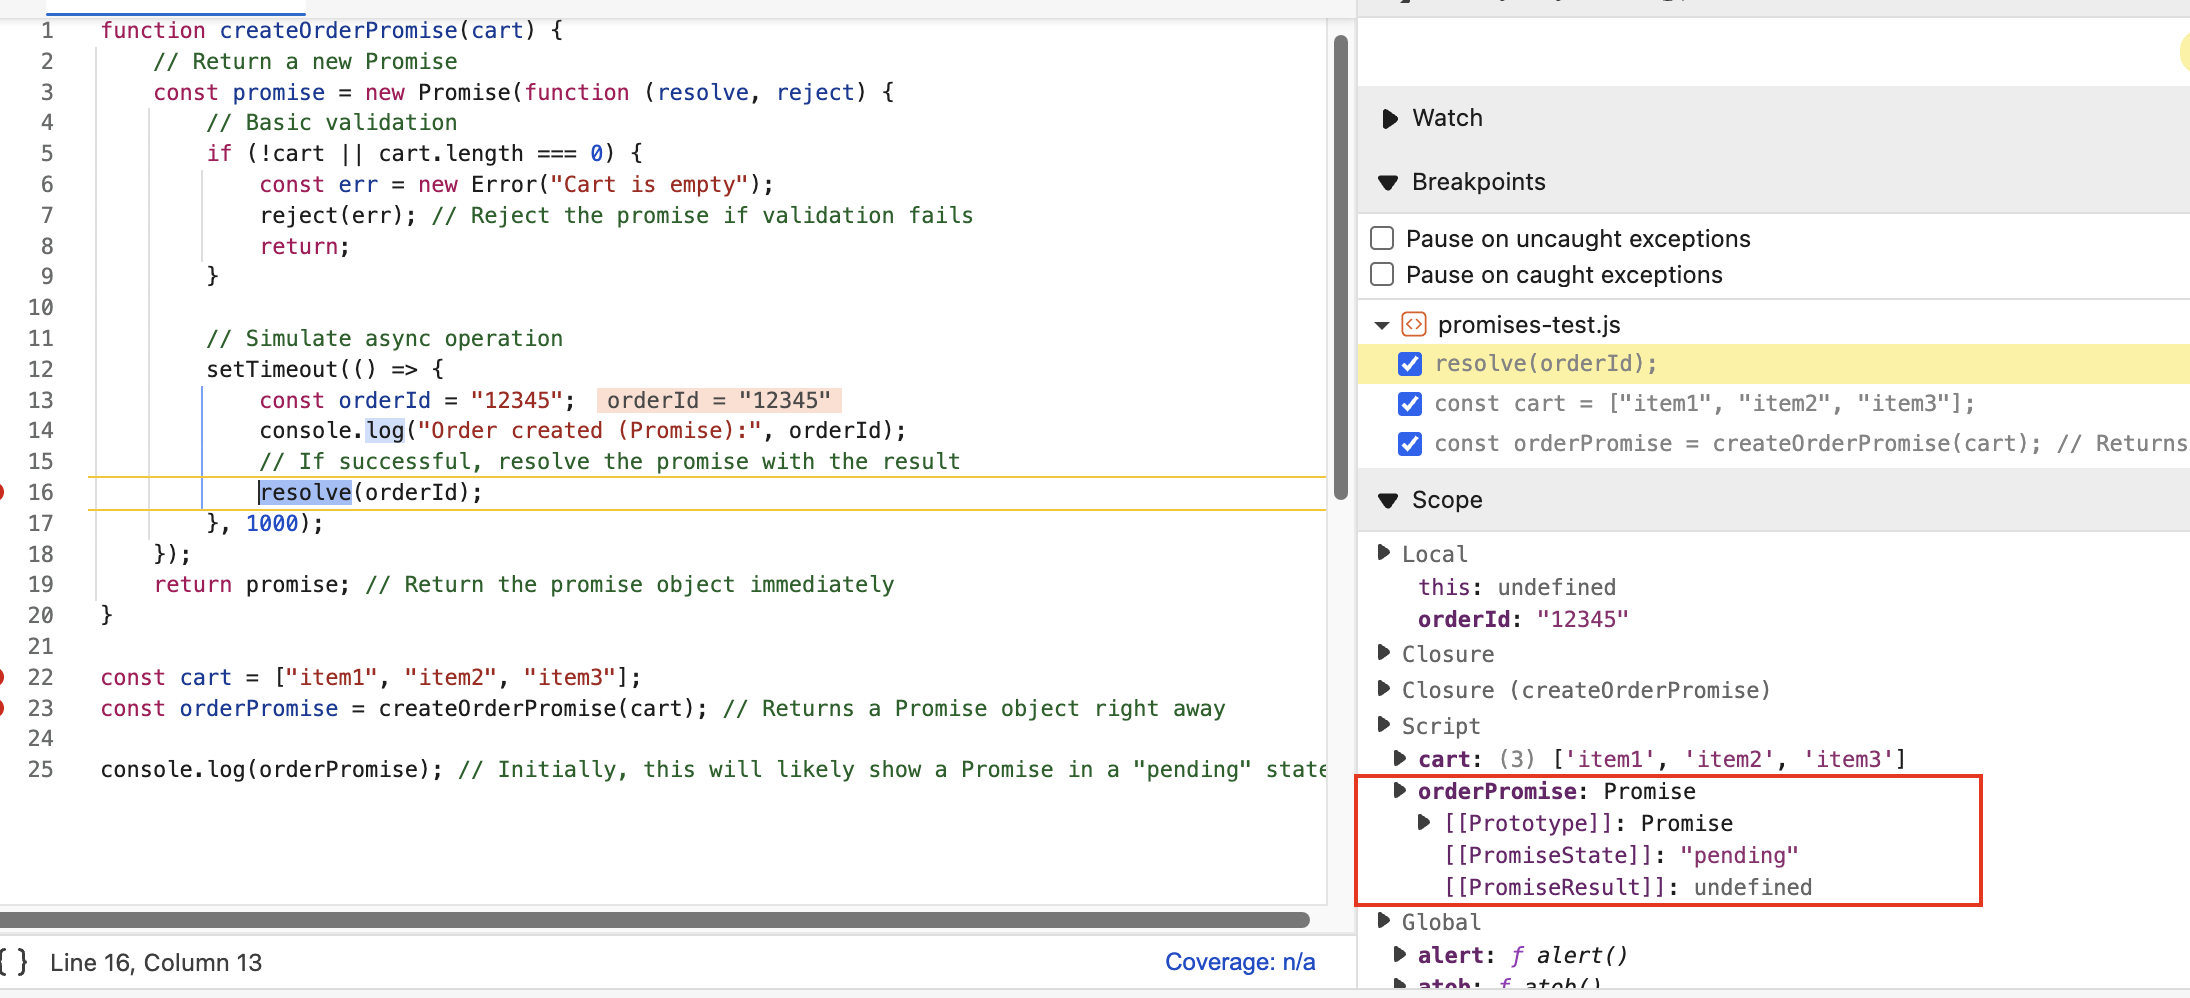 1 function createOrderPromise(cart) {
2 // Return a new Promise
3 const promise = new Promise(function (resolve, reject) {
4 // Basic validation
5 if (!cart || cart.length === 0) {
6 const err = new Error("Cart is empty");
7 reject(err); // Reject the promise if validation fails
8 return;
9 }
10
11 // Simulate async operation
12 setTimeout(() => {
13 const orderId = "12345"; orderId = "12345"
14 console.log("Order created (Promise):", orderId);
15 // If successful, resolve the promise with the result
16 resolve(orderId);
17 }, 1000);
18 });
19 return promise; // Return the promise object immediately
20 }
21
22 const cart = ["item1", "item2", "item3"];
23 const orderPromise = createOrderPromise(cart); // Returns a Promise object right away
24
25 console.log(orderPromise); // Initially, this will likely show a Promise in a "pending" state
{ } Line 16, Column 13
Coverage: n/a
Watch
Breakpoints
Pause on uncaught exceptions
Pause on caught exceptions
promises-test.js
resolve(orderId);
const cart = ["item1", "item2", "item3"];
const orderPromise = createOrderPromise(cart); // Returns
Scope
Local
this: undefined
orderId: "12345"
Closure
Closure (createOrderPromise)
Script
cart: (3) ['item1', 'item2', 'item3']
orderPromise: Promise
[[Prototype]]: Promise
[[PromiseState]]: "pending"
[[PromiseResult]]: undefined
Global
alert: ƒ alert()
atob: ƒ atob()